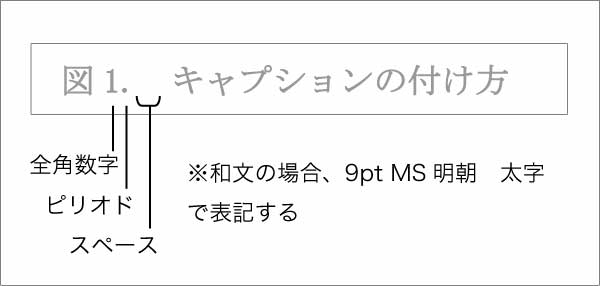 図 1.　キャプションの付け方
全角数字
ピリオド
スペース
※和文の場合、9pt MS 明朝　太字
で表記する